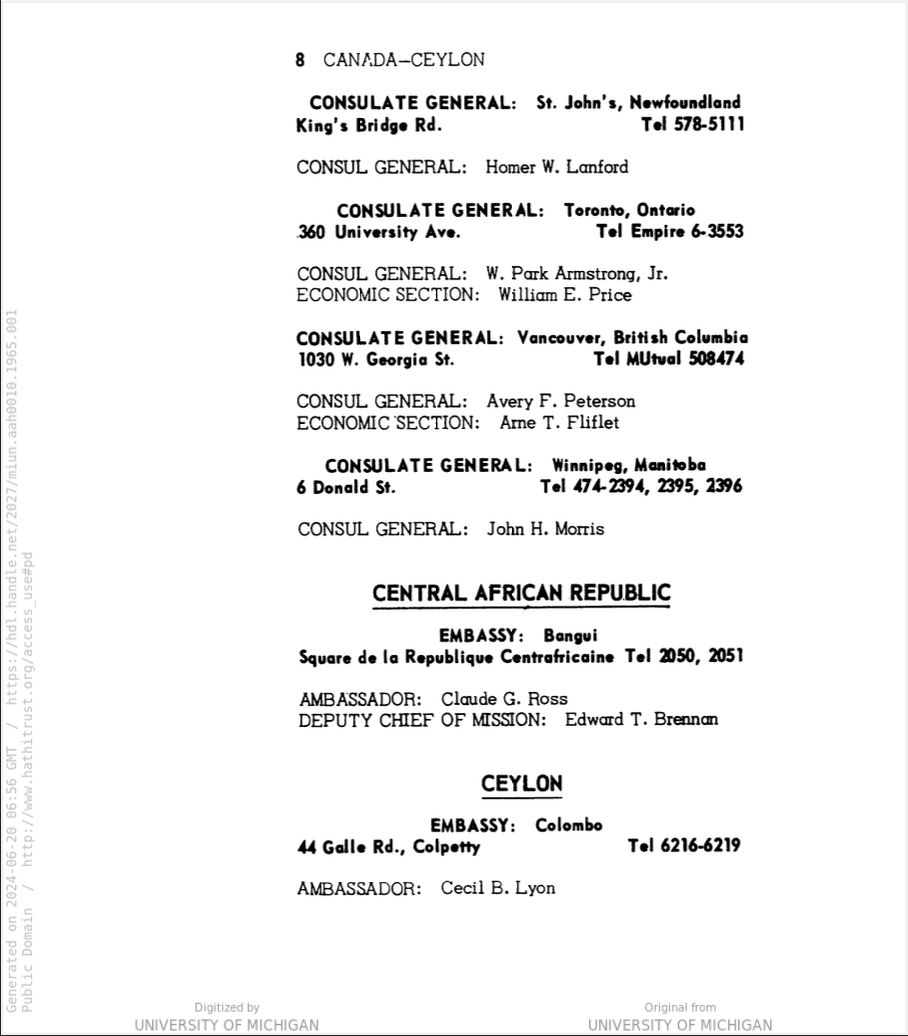 8 CANADA–CEYLON
CONSULATE GENERAL: St. John's, Newfoundland
King's Bridge Rd. Tel 578-5111
CONSUL GENERAL: Homer W. Lanford
CONSULATE GENERAL: Toronto, Ontario
360 University Ave. Tel Empire 6-3553
CONSUL GENERAL: W. Park Armstrong, Jr.
ECONOMIC SECTION: William E. Price
CONSULATE GENERAL: Vancouver, British Columbia
1030 W. Georgia St. Tel MUtual 508474
CONSUL GENERAL: Avery F. Peterson
ECONOMIC SECTION: Arne T. Fliflet
CONSULATE GENERAL: Winnipeg, Manitoba
6 Donald St. Tel 474-2394, 2395, 2396
CONSUL GENERAL: John H. Morris
CENTRAL AFRICAN REPUBLIC
EMBASSY: Bangui
Square de la Republique Centrafricaine Tel 2050, 2051
AMBASSADOR: Claude G. Ross
DEPUTY CHIEF OF MISSION: Edward T. Brennan
CEYLON
EMBASSY: Colombo
44 Galle Rd., Colpetty Tel 6216-6219
AMBASSADOR: Cecil B. Lyon
Generated on 2024-06-20 06:56 GMT / https://hdl.handle.net/2027/miun.aah0010.1965.001
Public Domain / http://www.hathitrust.org/access_use#pd
Digitized by
UNIVERSITY OF MICHIGAN
Original from
UNIVERSITY OF MICHIGAN